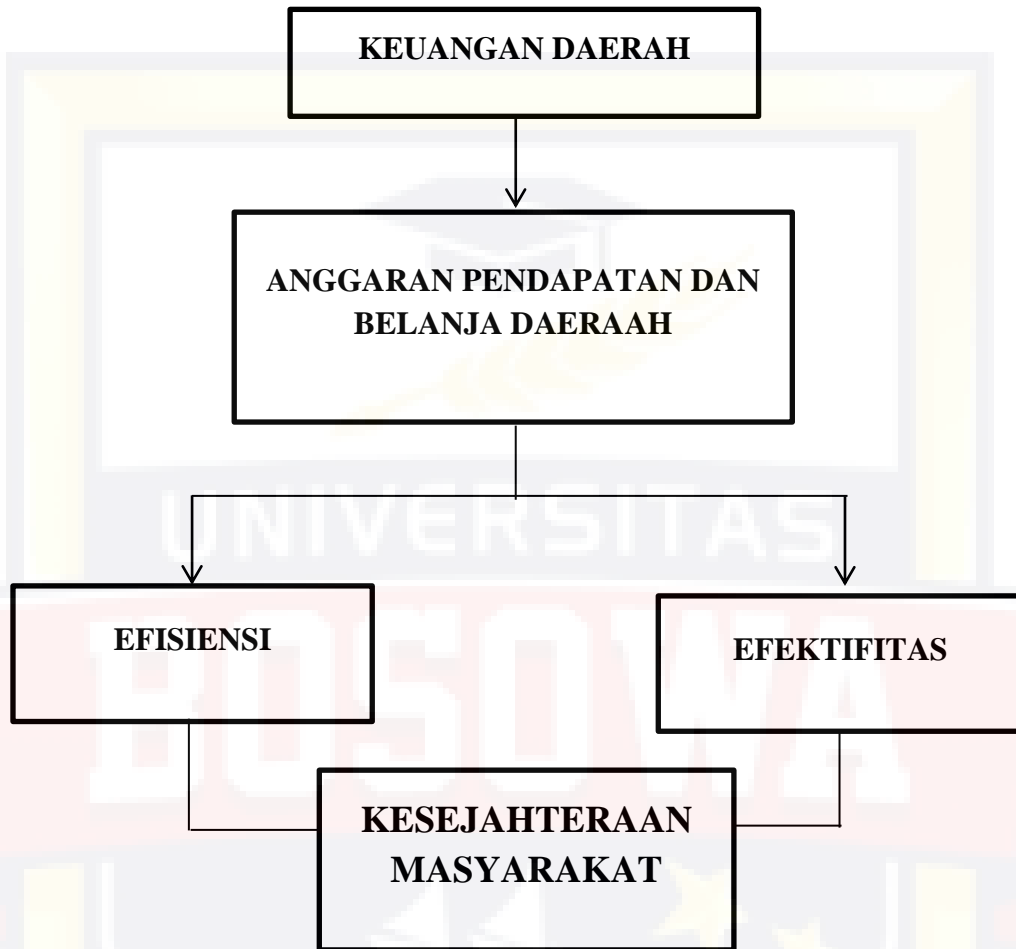 KEUANGAN DAERAH
ANGGARAN PENDAPATAN DAN
BELANJA DAERAAH
UNIVERSITAS
EFISIENSI
EFEKTIFITAS
BOSOWA
KESEJAHTERAAN
MASYARAKAT